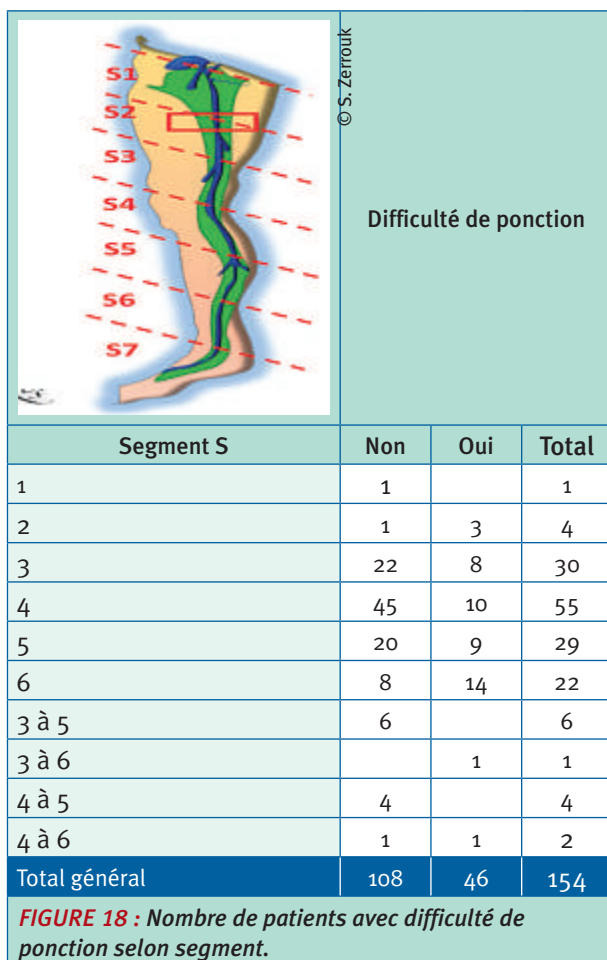 © S. Zerrouk
S1
S2
S3
S4
S5
S6
S7
Difficulté de ponction
Segment S Non Oui Total
1 1 1
2 1 3 4
3 22 8 30
4 45 10 55
5 20 9 29
6 8 14 22
3 à 5 6 6
3 à 6 1 1
4 à 5 4 4
4 à 6 1 1 2
Total général 108 46 154
FIGURE 18 : Nombre de patients avec difficulté de
ponction selon segment.